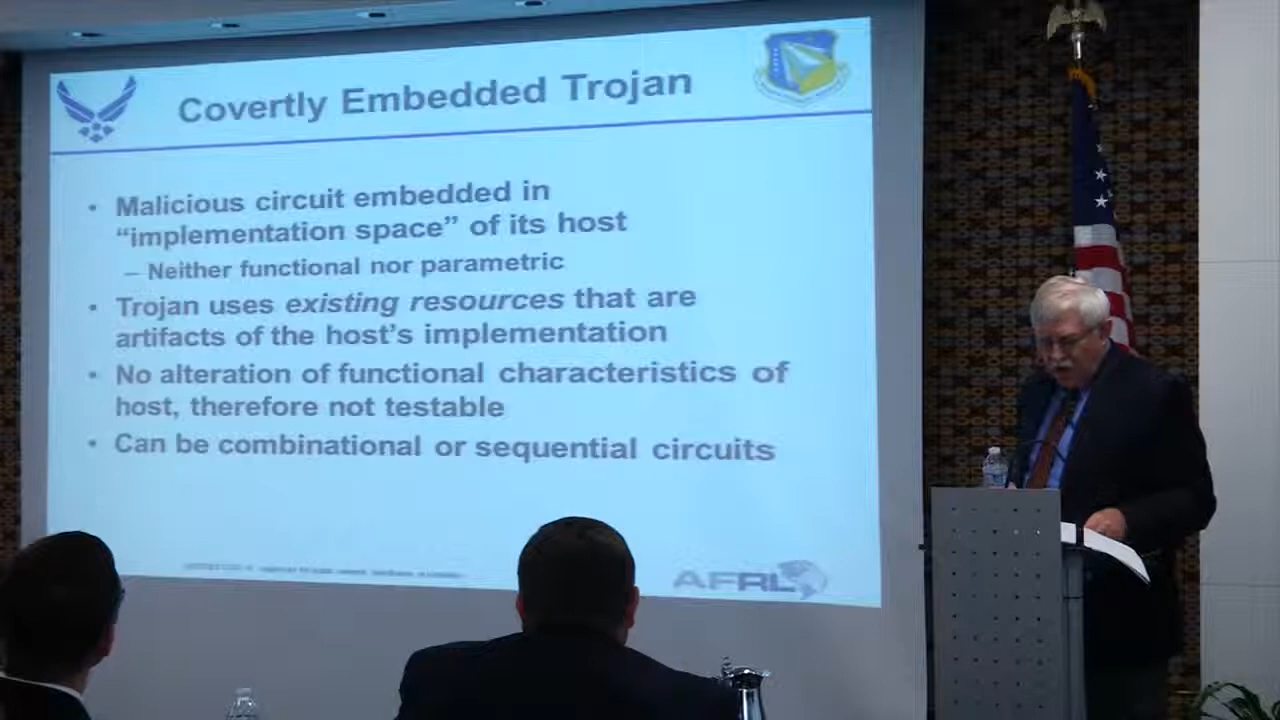 Covertly Embedded Trojan
• Malicious circuit embedded in
“implementation space” of its host
– Neither functional nor parametric
• Trojan uses existing resources that are
artifacts of the host’s implementation
• No alteration of functional characteristics of
host, therefore not testable
• Can be combinational or sequential circuits
AFRL